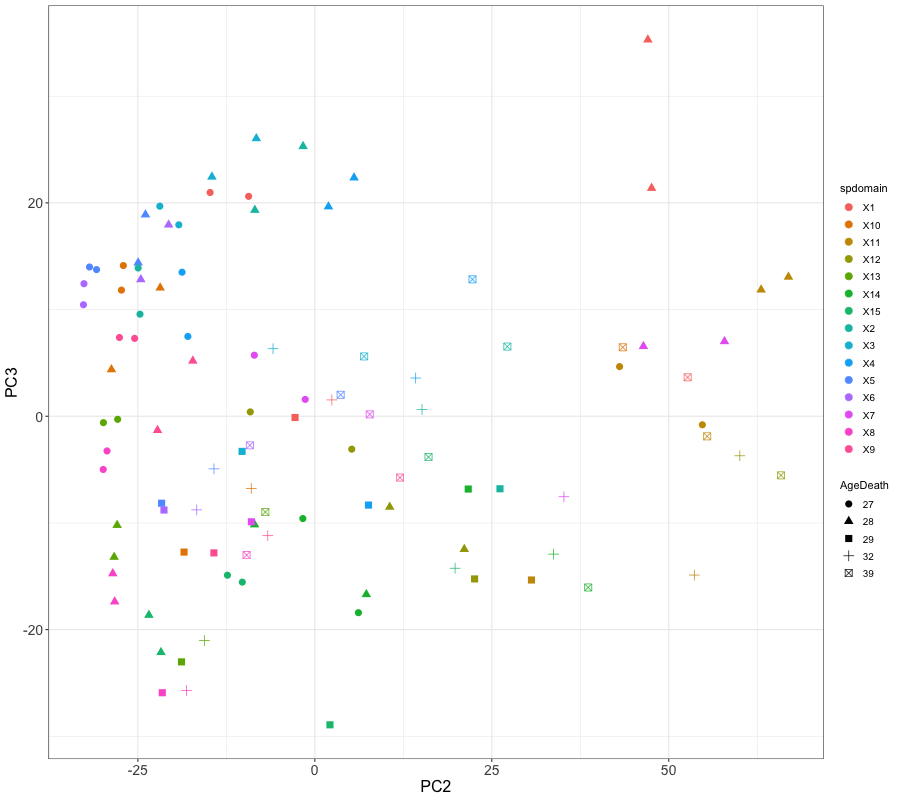 20
0
-20
PC3
-25
0
25
50
PC2
spdomain
X1
X10
X11
X12
X13
X14
X15
X2
X3
X4
X5
X6
X7
X8
X9
AgeDeath
27
28
29
32
39